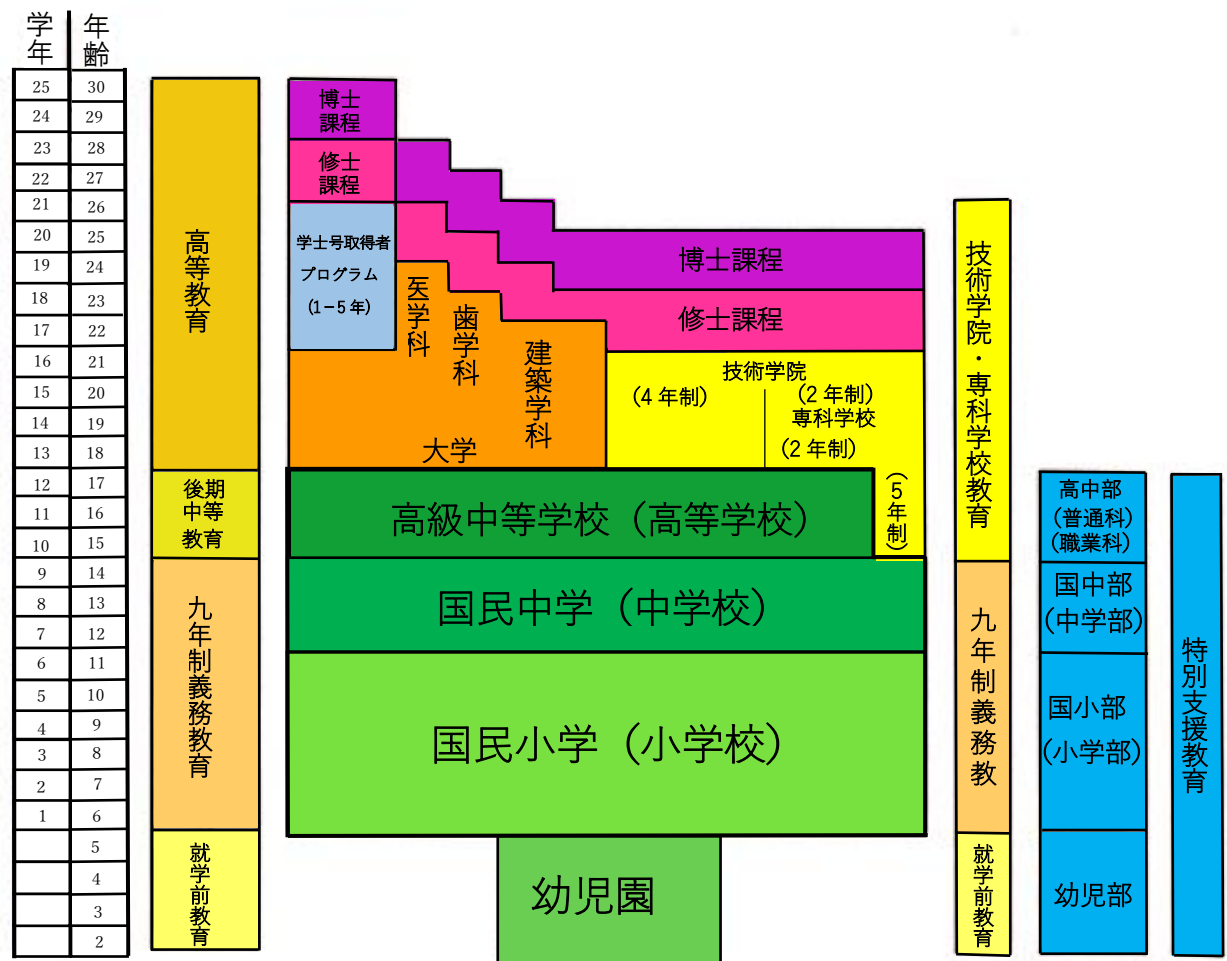 学年 年齢
25 30
24 29
23 28
22 27
21 26
20 25
19 24
18 23
17 22
16 21
15 20
14 19
13 18
12 17
11 16
10 15
9 14
8 13
7 12
6 11
5 10
4 9
3 8
2 7
1 6
5
4
3
2
高等教育
後期
中等
教育
九年制義務教育
就学前教育
博士
課程
修士
課程
学士号取得者
プログラム
(1－5年)
医学科
歯学科
建築学科
大学
博士課程
修士課程
技術学院
(4年制)
(2年制)
専科学校
(2年制)
(5年制)
高級中等学校（高等学校）
国民中学（中学校）
国民小学（小学校）
幼児園
技術学院・専科学校教育
九年制義務教
就学前教育
高中部
(普通科)
(職業科)
国中部
(中学部)
国小部
(小学部)
幼児部
特別支援教育